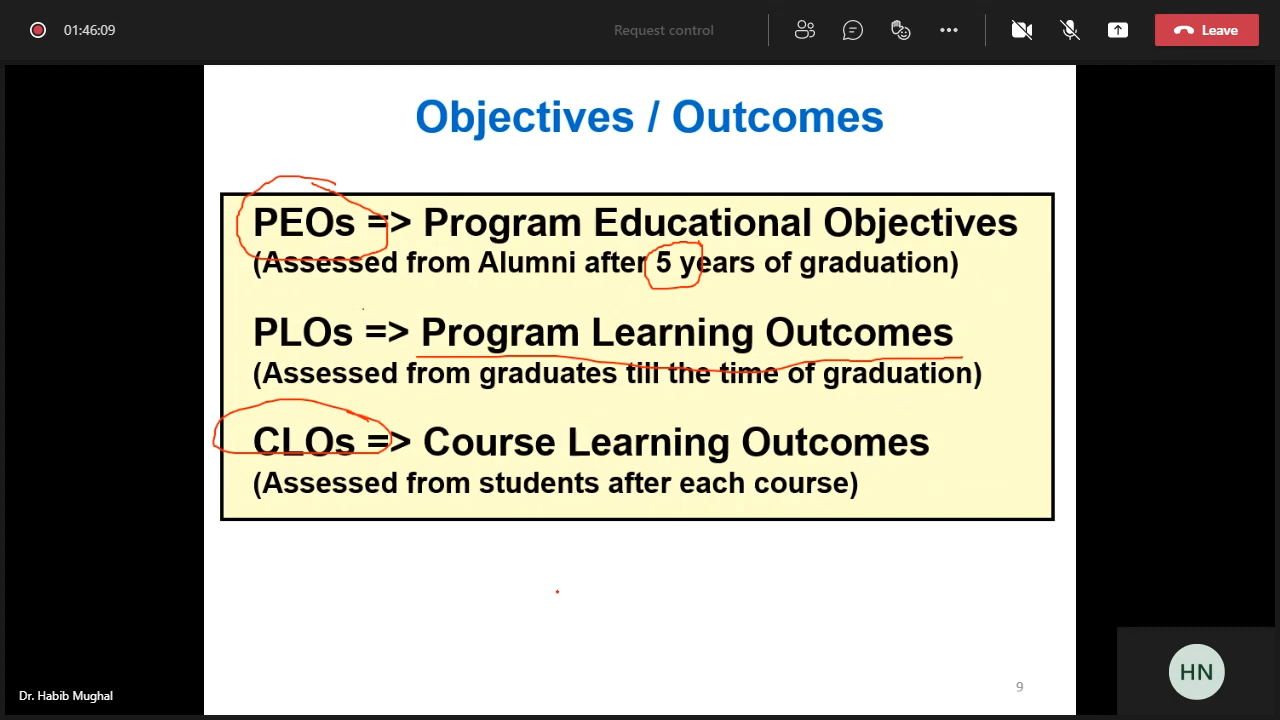 01:46:09
Request control
Leave
Objectives / Outcomes
PEOs => Program Educational Objectives
(Assessed from Alumni after 5 years of graduation)
PLOs => Program Learning Outcomes
(Assessed from graduates till the time of graduation)
CLOs => Course Learning Outcomes
(Assessed from students after each course)
9
HN
Dr. Habib Mughal